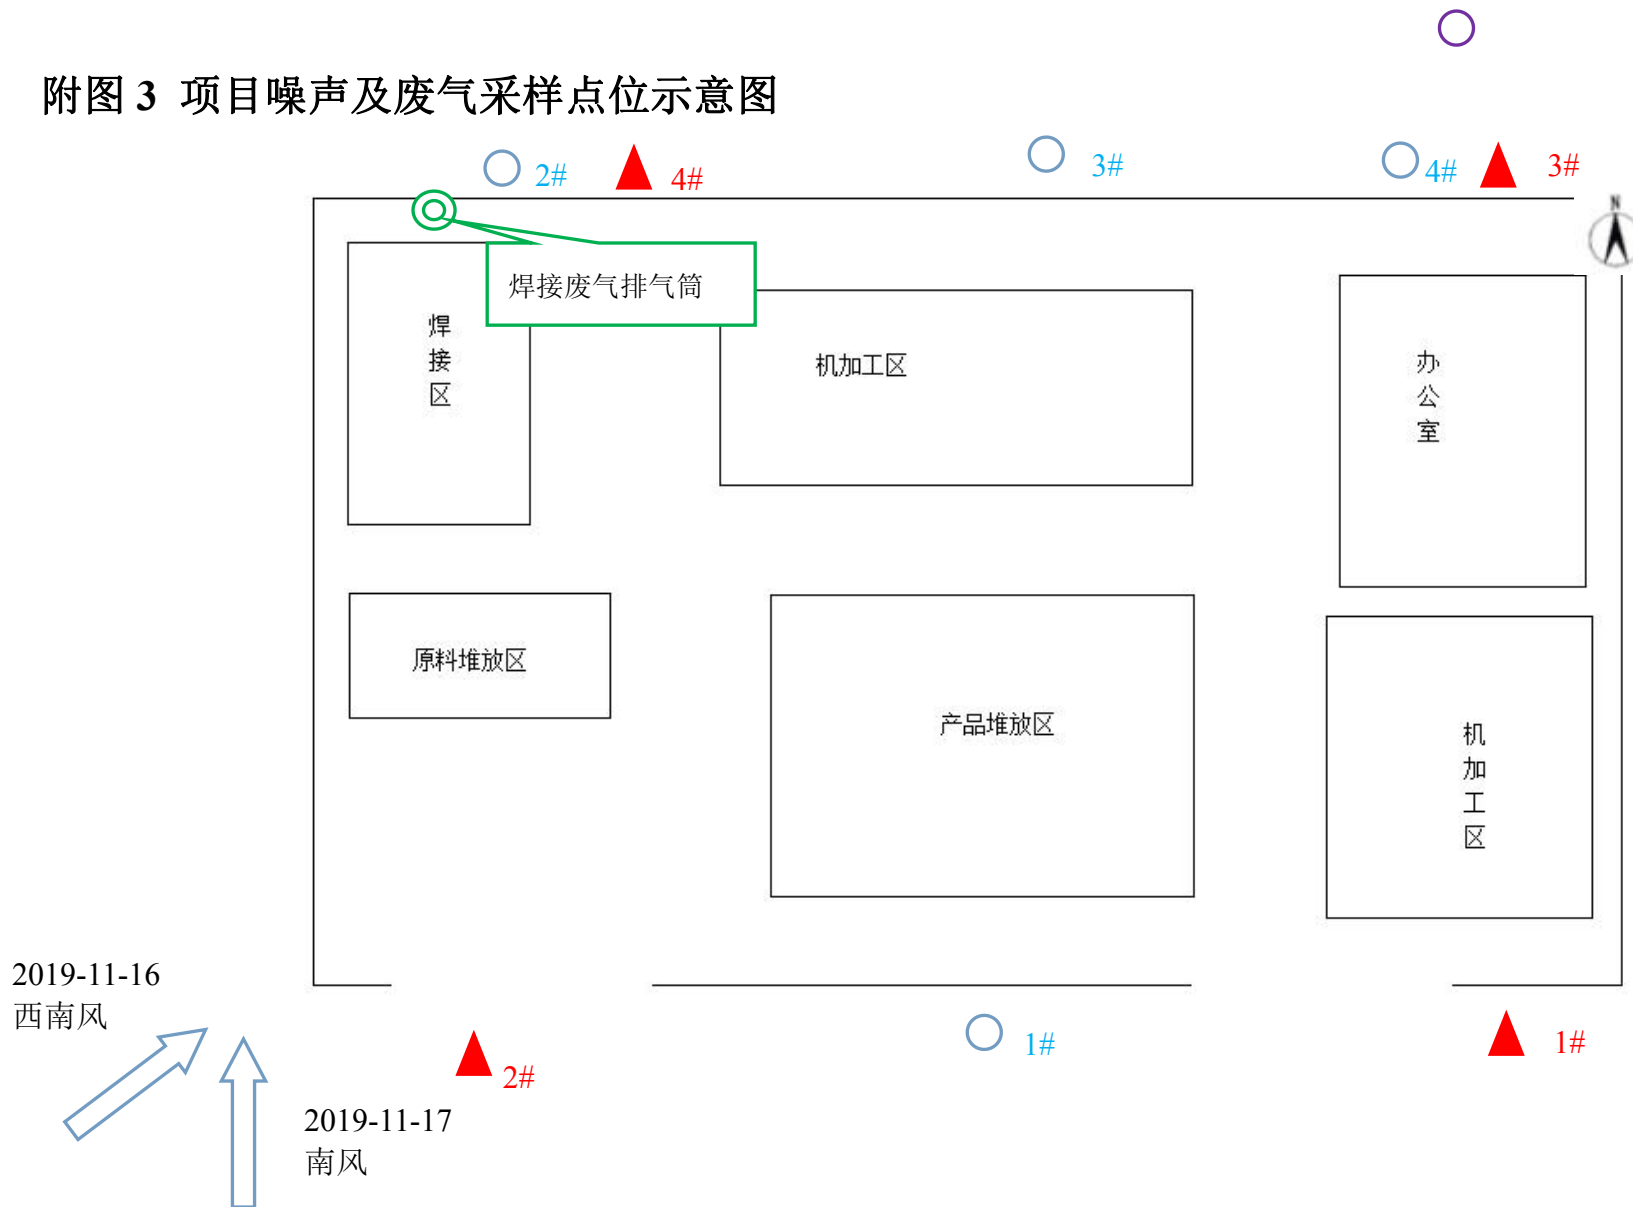 附图 3 项目噪声及废气采样点位示意图
2#
4#
3#
4#
3#
N
焊接废气排气筒
焊接区
机加工区
办公室
原料堆放区
产品堆放区
机加工区
2019-11-16
西南风
1#
1#
2#
2019-11-17
南风